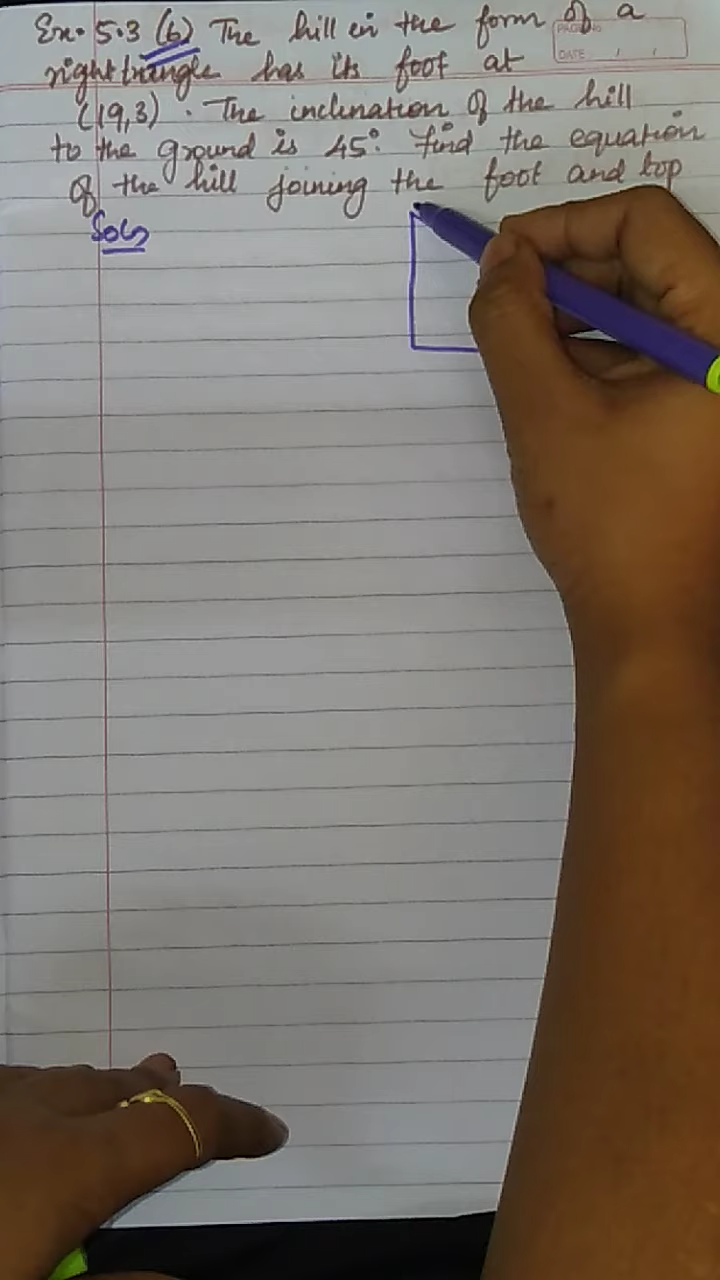 Ex. 5.3 (6) The hill in the form of a
right triangle has its foot at
(19,3). The inclination of the hill
to the ground is 45°. find the equation
of the hill joining the foot and top
Soln
DATE: / /